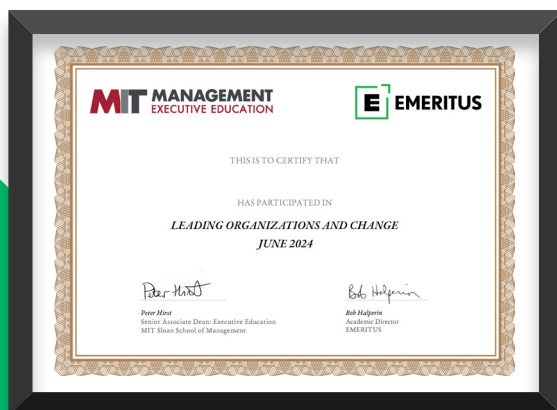 MIT MANAGEMENT
EXECUTIVE EDUCATION
E EMERITUS
THIS IS TO CERTIFY THAT
HAS PARTICIPATED IN
LEADING ORGANIZATIONS AND CHANGE
JUNE 2024
Peter Hirst
Bob Halperin
Peter Hirst
Senior Associate Dean: Executive Education
MIT Sloan School of Management
Bob Halperin
Academic Director
EMERITUS